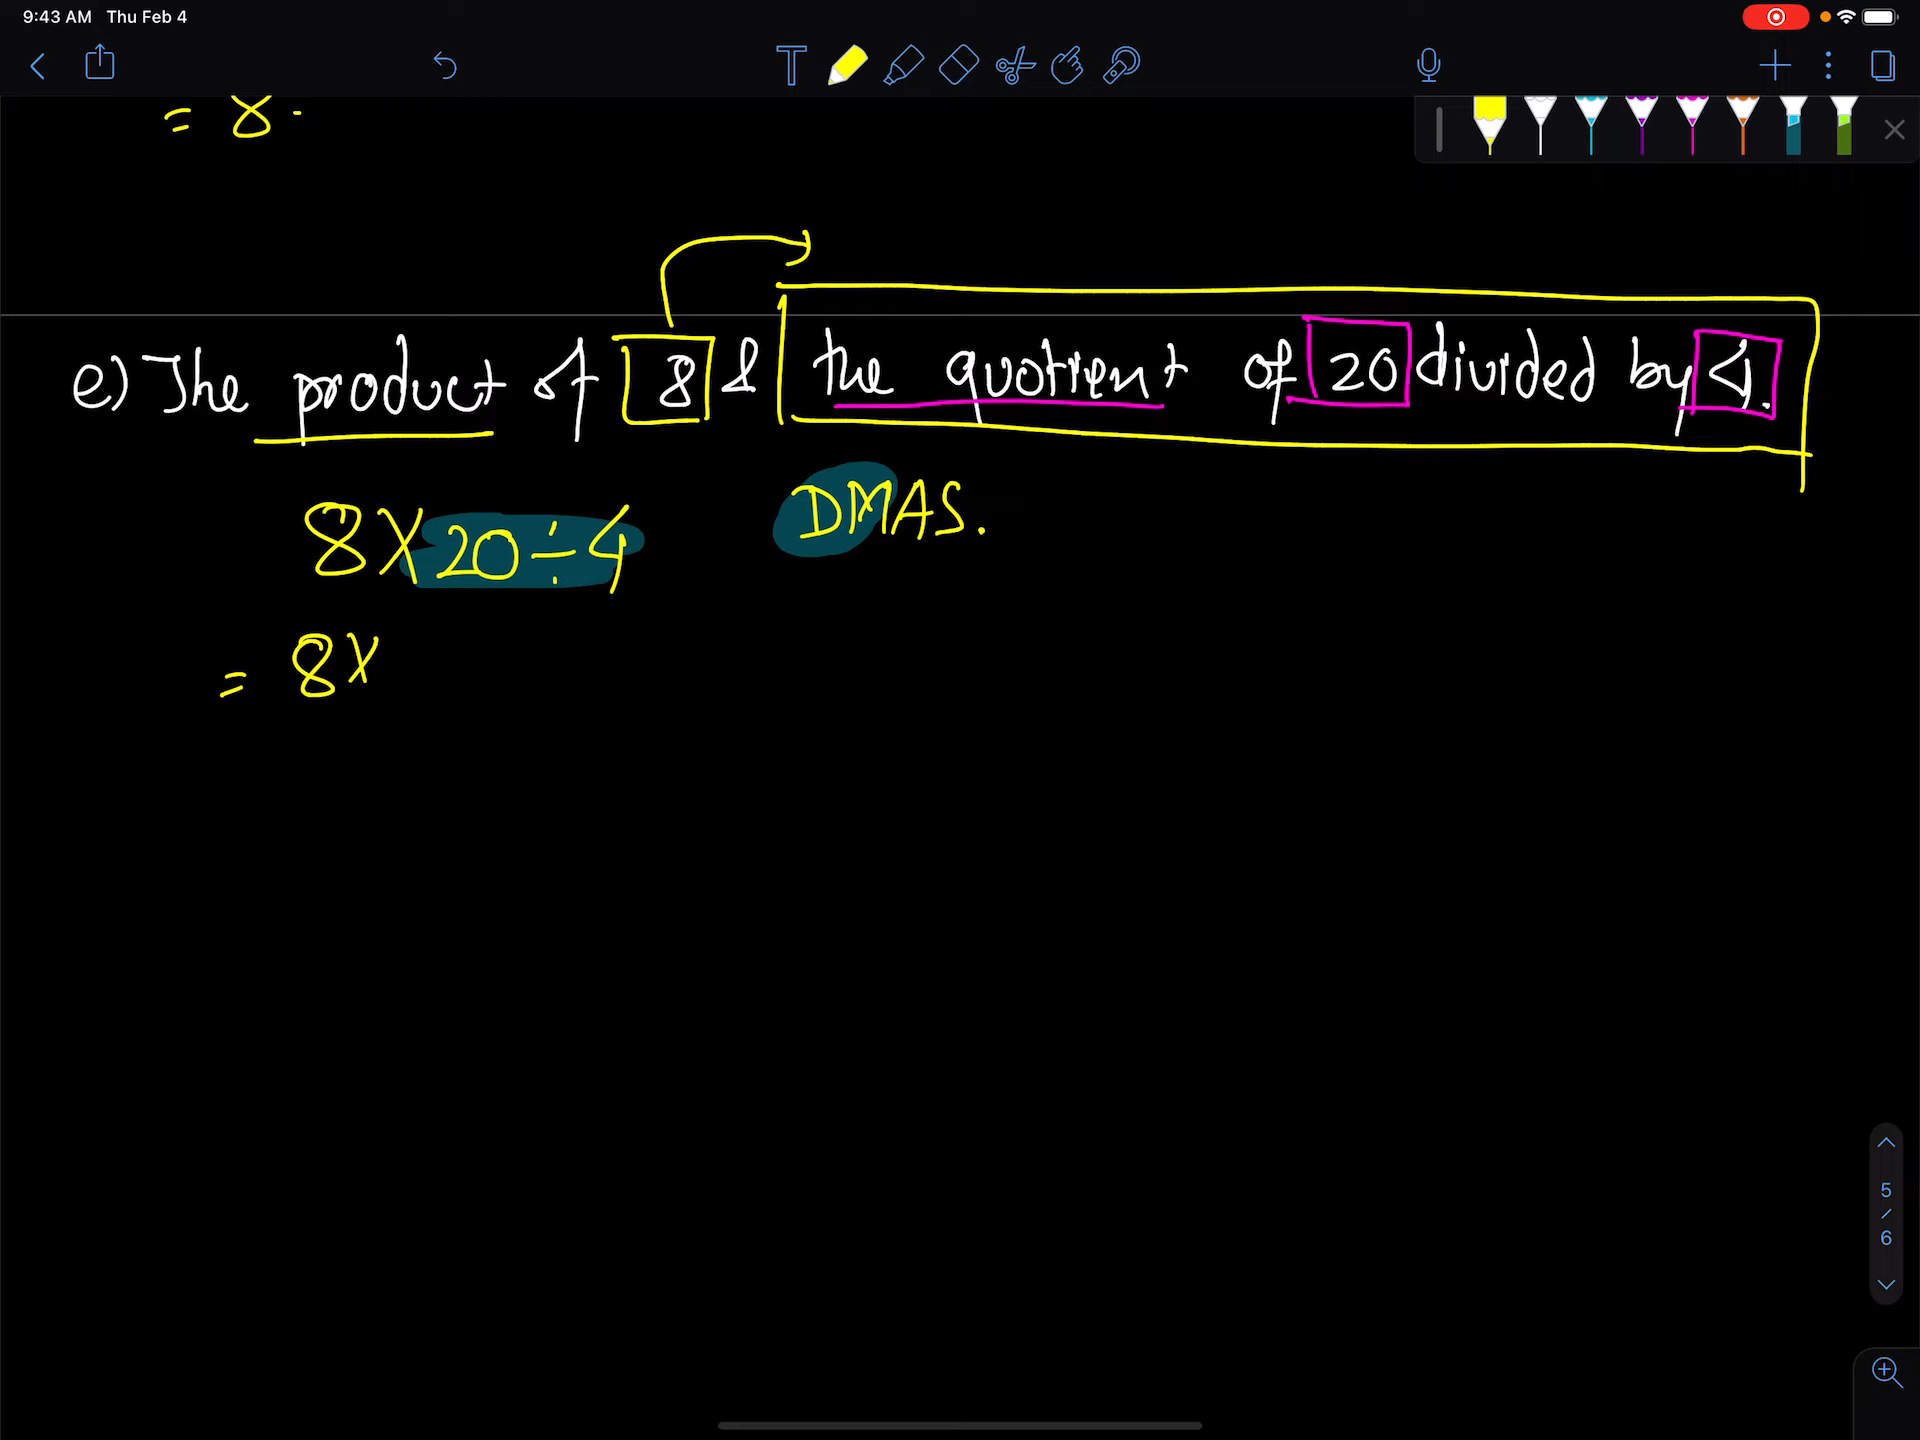 9:43 AM Thu Feb 4
= 8.
e) The product of 8 & the quotient of 20 divided by 4.
8 × 20 ÷ 4 DMAS.
= 8 ×
5
/
6